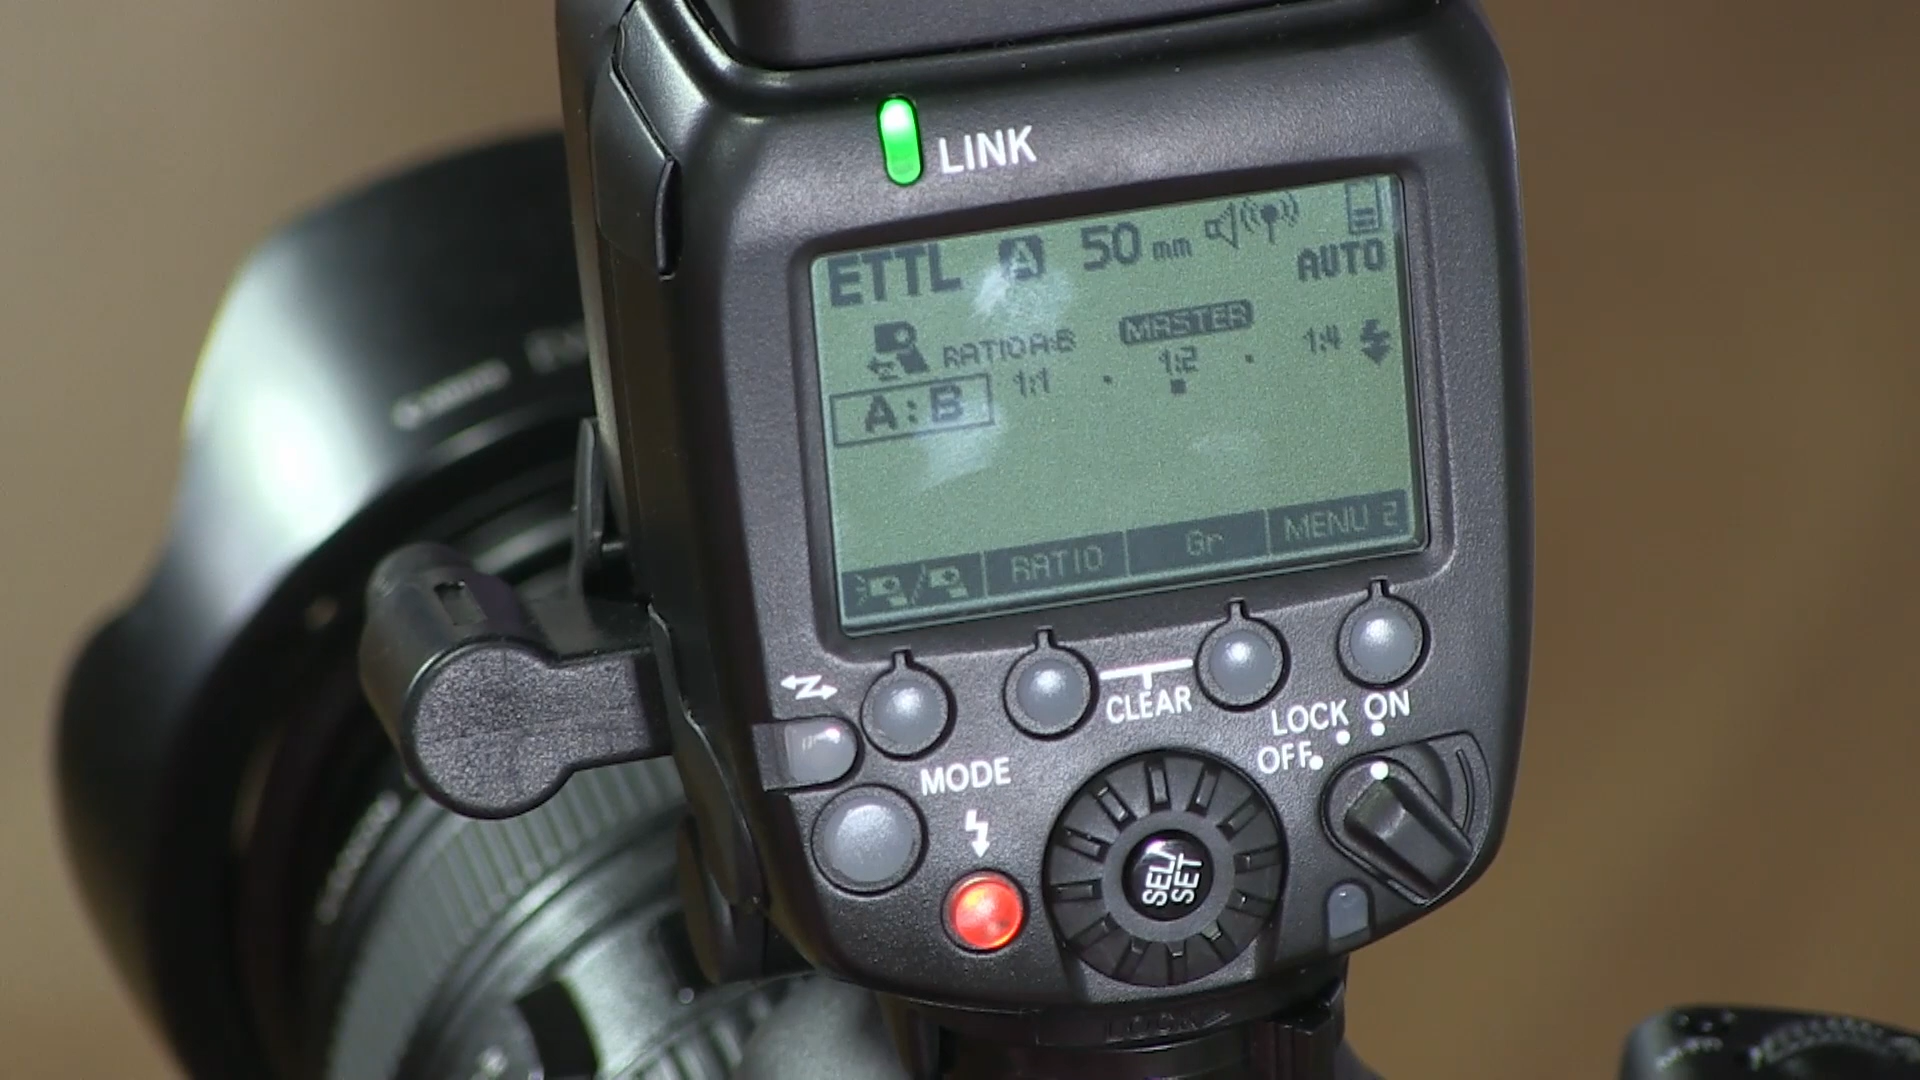 LINK
ETTL A 50 mm
AUTO
RATIO A:B MASTER
1:1 1:2 1:4
A:B
RATIO Gr MENU 2
CLEAR
LOCK ON
OFF
MODE
SEL/
SET